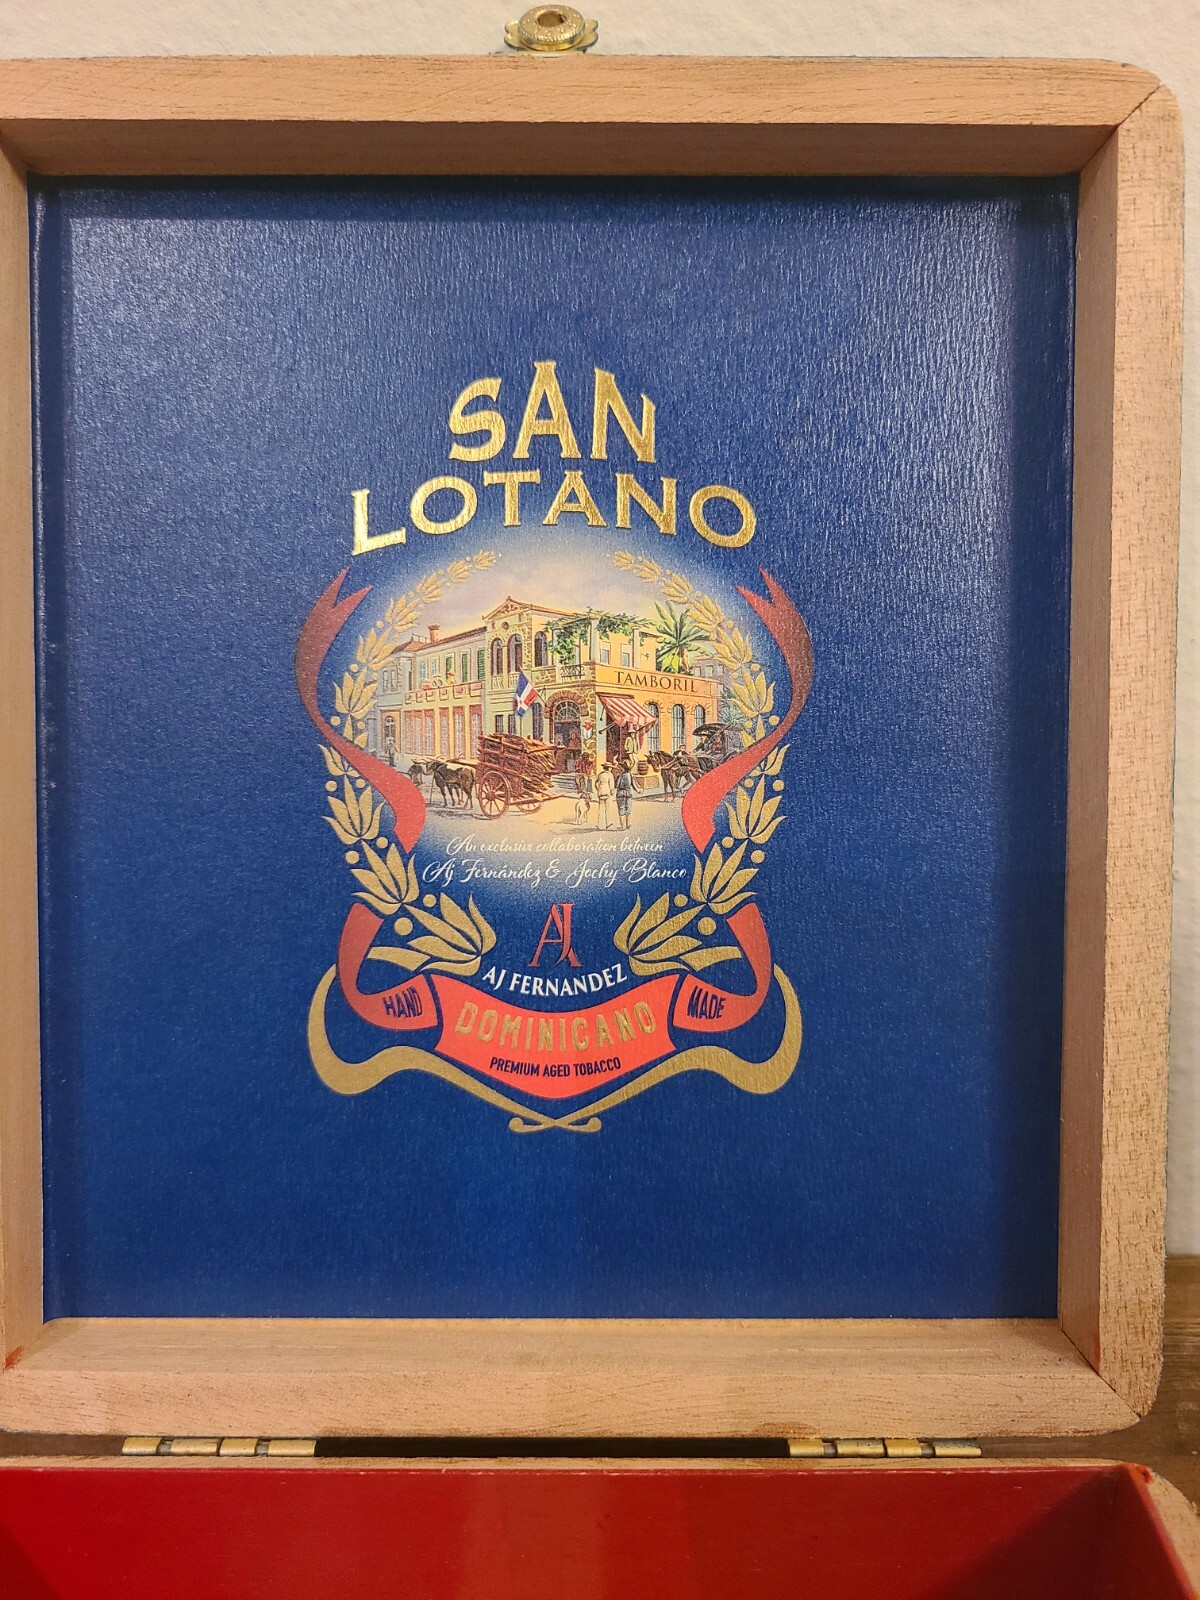 SAN
LOTANO
TAMBORIL
An exclusive collaboration between
Aj Fernández & Jochy Blanco
AJ
AJ FERNANDEZ
HAND
DOMINICANO
MADE
PREMIUM AGED TOBACCO